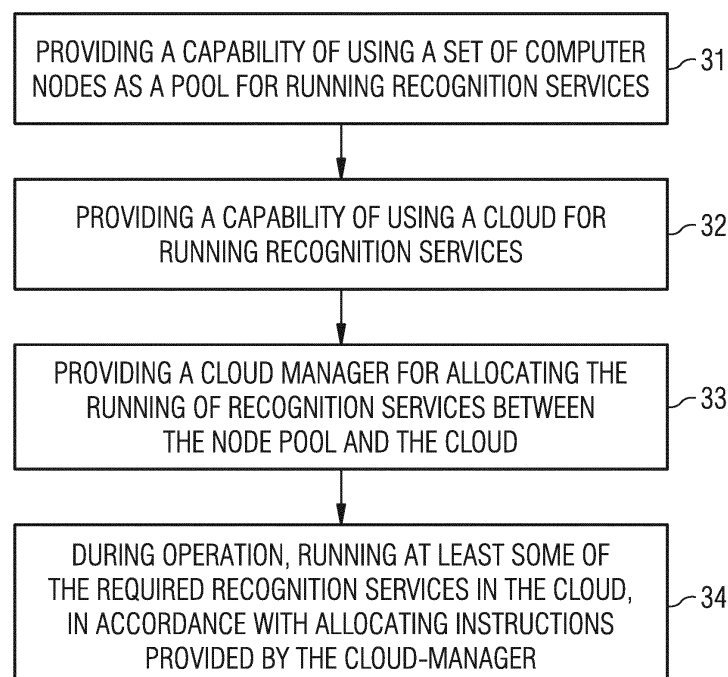 PROVIDING A CAPABILITY OF USING A SET OF COMPUTER
NODES AS A POOL FOR RUNNING RECOGNITION SERVICES
31
PROVIDING A CAPABILITY OF USING A CLOUD FOR
RUNNING RECOGNITION SERVICES
32
PROVIDING A CLOUD MANAGER FOR ALLOCATING THE
RUNNING OF RECOGNITION SERVICES BETWEEN
THE NODE POOL AND THE CLOUD
33
DURING OPERATION, RUNNING AT LEAST SOME OF
THE REQUIRED RECOGNITION SERVICES IN THE CLOUD,
IN ACCORDANCE WITH ALLOCATING INSTRUCTIONS
PROVIDED BY THE CLOUD-MANAGER
34